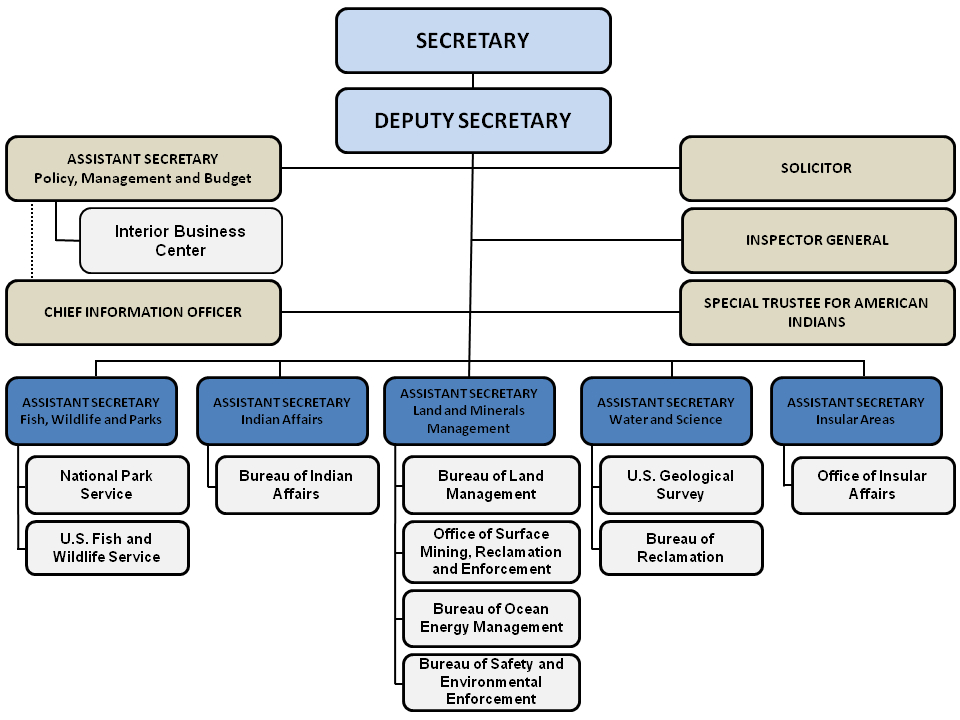 SECRETARY
DEPUTY SECRETARY
ASSISTANT SECRETARY
Policy, Management and Budget
SOLICITOR
Interior Business
Center
INSPECTOR GENERAL
CHIEF INFORMATION OFFICER
SPECIAL TRUSTEE FOR AMERICAN
INDIANS
ASSISTANT SECRETARY
Fish, Wildlife and Parks
ASSISTANT SECRETARY
Indian Affairs
ASSISTANT SECRETARY
Land and Minerals
Management
ASSISTANT SECRETARY
Water and Science
ASSISTANT SECRETARY
Insular Areas
National Park
Service
U.S. Fish and
Wildlife Service
Bureau of Indian
Affairs
Bureau of Land
Management
Office of Surface
Mining, Reclamation
and Enforcement
Bureau of Ocean
Energy Management
Bureau of Safety and
Environmental
Enforcement
U.S. Geological
Survey
Bureau of
Reclamation
Office of Insular
Affairs